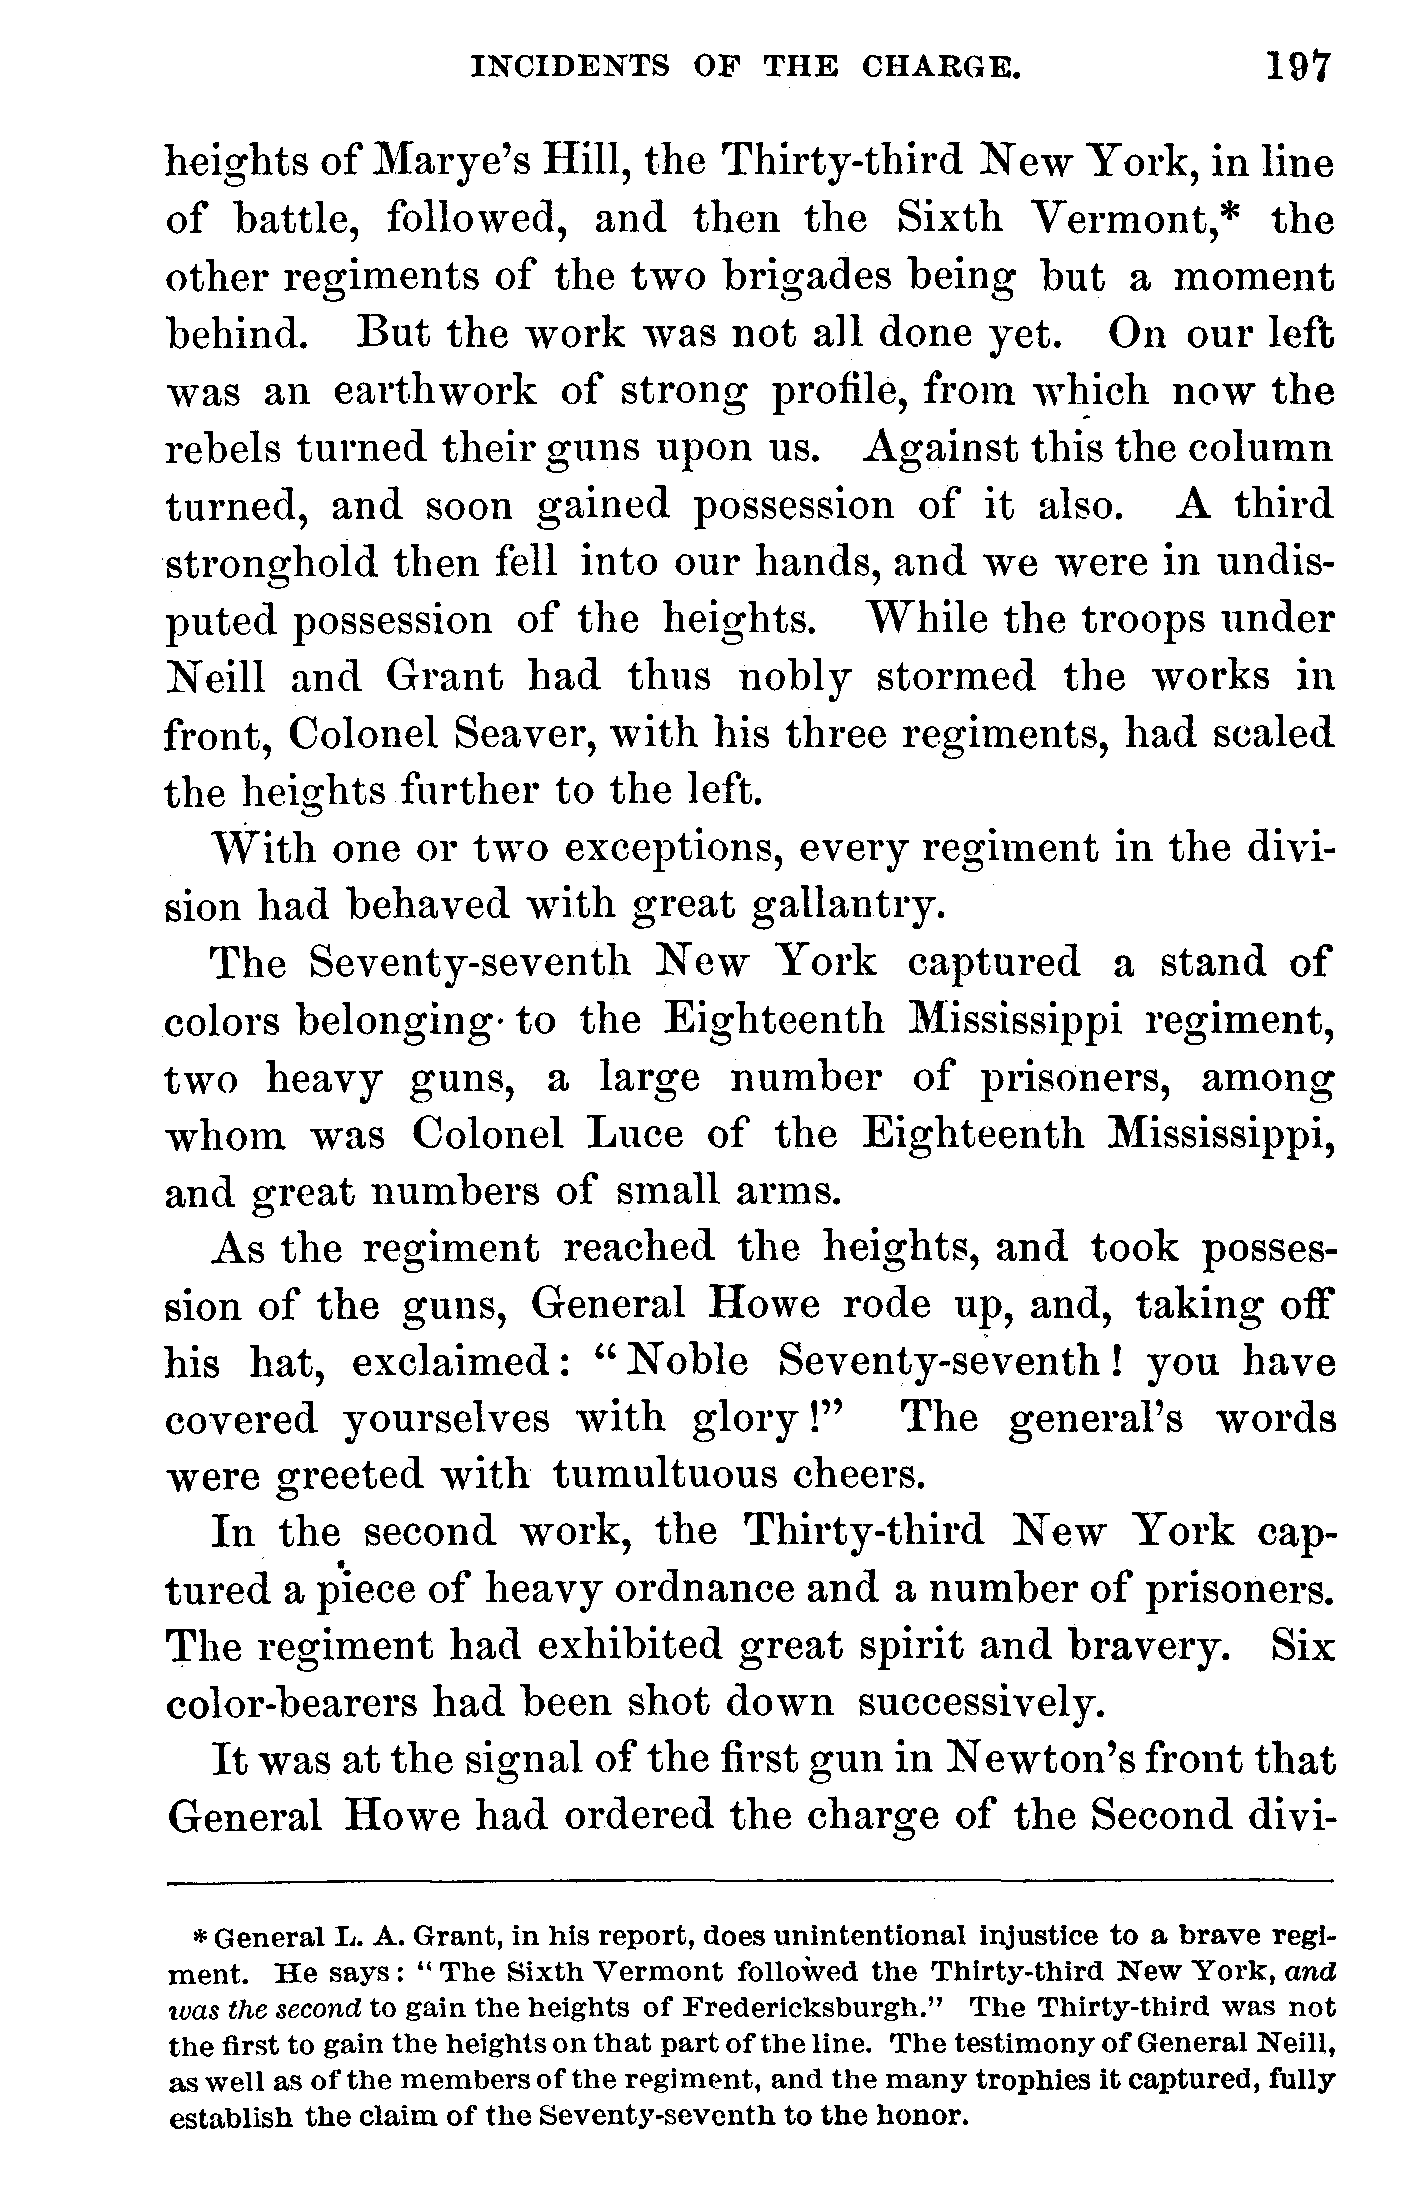 INCIDENTS OF THE CHARGE. 197
heights of Marye's Hill, the Thirty-third New York, in line
of battle, followed, and then the Sixth Vermont,* the
other regiments of the two brigades being but a moment
behind. But the work was not all done yet. On our left
was an earthwork of strong profile, from which now the
rebels turned their guns upon us. Against this the column
turned, and soon gained possession of it also. A third
stronghold then fell into our hands, and we were in undis-
puted possession of the heights. While the troops under
Neill and Grant had thus nobly stormed the works in
front, Colonel Seaver, with his three regiments, had scaled
the heights further to the left.
With one or two exceptions, every regiment in the divi-
sion had behaved with great gallantry.
The Seventy-seventh New York captured a stand of
colors belonging to the Eighteenth Mississippi regiment,
two heavy guns, a large number of prisoners, among
whom was Colonel Luce of the Eighteenth Mississippi,
and great numbers of small arms.
As the regiment reached the heights, and took posses-
sion of the guns, General Howe rode up, and, taking off
his hat, exclaimed: "Noble Seventy-seventh! you have
covered yourselves with glory!" The general's words
were greeted with tumultuous cheers.
In the second work, the Thirty-third New York cap-
tured a piece of heavy ordnance and a number of prisoners.
The regiment had exhibited great spirit and bravery. Six
color-bearers had been shot down successively.
It was at the signal of the first gun in Newton's front that
General Howe had ordered the charge of the Second divi-
* General L. A. Grant, in his report, does unintentional injustice to a brave regi-
ment. He says: "The Sixth Vermont followed the Thirty-third New York, and
was the second to gain the heights of Fredericksburgh." The Thirty-third was not
the first to gain the heights on that part of the line. The testimony of General Neill,
as well as of the members of the regiment, and the many trophies it captured, fully
establish the claim of the Seventy-seventh to the honor.